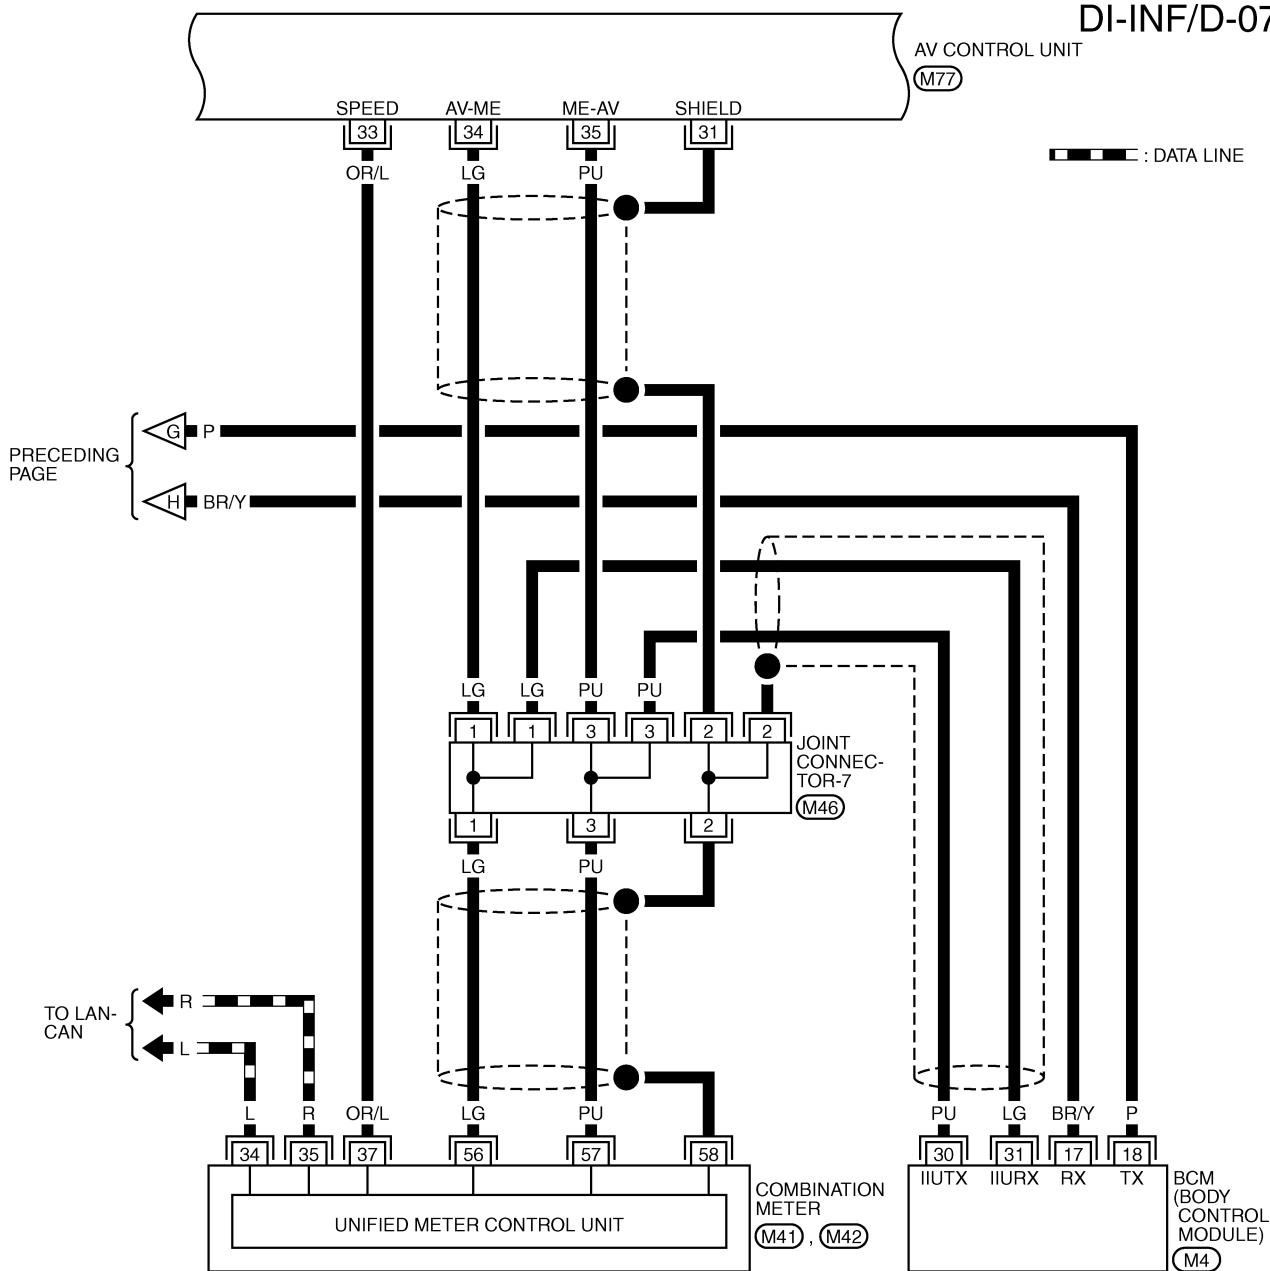 DI-INF/D-07
AV CONTROL UNIT
M77
SPEED AV-ME ME-AV SHIELD
33 34 35 31
OR/L LG PU
: DATA LINE
PRECEDING
PAGE
G P
H BR/Y
LG LG PU PU
1 1 3 3 2 2
JOINT
CONNEC-
TOR-7
M46
1 3 2
LG PU
TO LAN-
CAN
R
L
L R OR/L LG PU
34 35 37 56 57 58
UNIFIED METER CONTROL UNIT
COMBINATION
METER
M41 , M42
PU LG BR/Y P
30 31 17 18
IIUTX IIURX RX TX
BCM
(BODY
CONTROL
MODULE)
M4